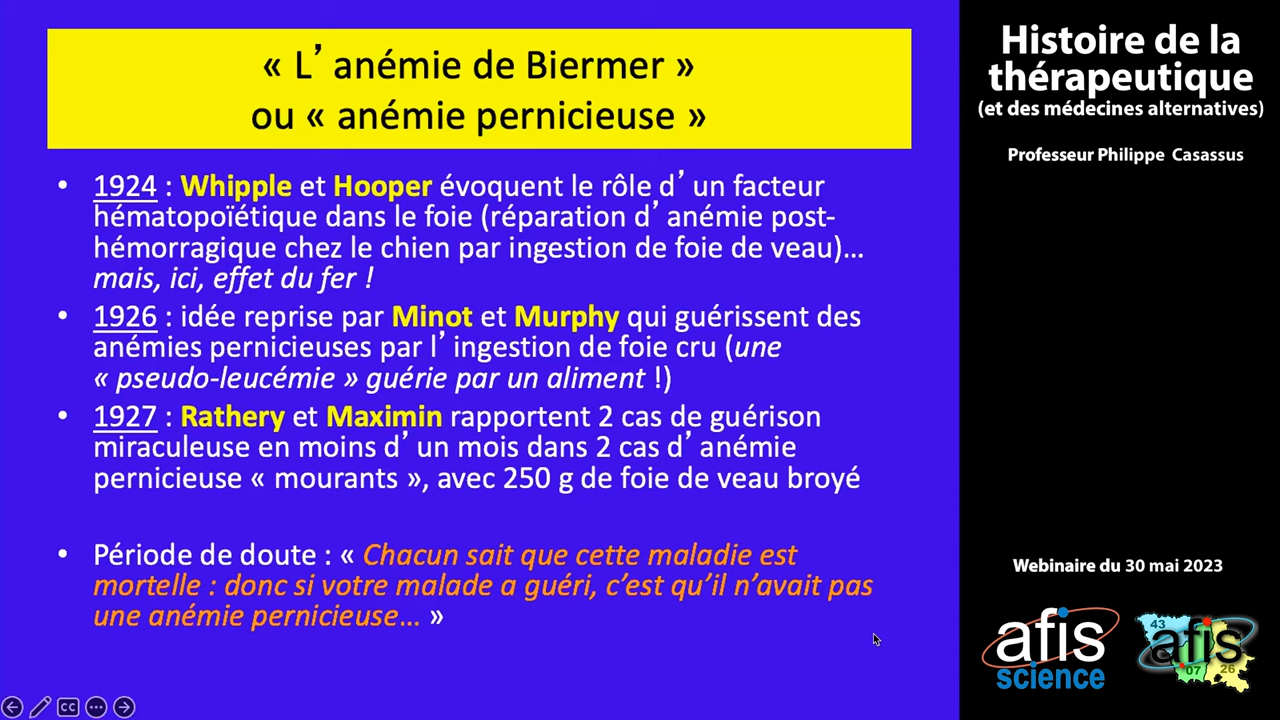 « L’ anémie de Biermer »
ou « anémie pernicieuse »
• 1924 : Whipple et Hooper évoquent le rôle d’ un facteur
hématopoïétique dans le foie (réparation d’ anémie post-
hémorragique chez le chien par ingestion de foie de veau)…
mais, ici, effet du fer !
• 1926 : idée reprise par Minot et Murphy qui guérissent des
anémies pernicieuses par l’ ingestion de foie cru (une
« pseudo-leucémie » guérie par un aliment !)
• 1927 : Rathery et Maximin rapportent 2 cas de guérison
miraculeuse en moins d’ un mois dans 2 cas d’ anémie
pernicieuse « mourants », avec 250 g de foie de veau broyé
• Période de doute : « Chacun sait que cette maladie est
mortelle : donc si votre malade a guéri, c’est qu’il n’avait pas
une anémie pernicieuse… »
Histoire de la
thérapeutique
(et des médecines alternatives)
Professeur Philippe Casassus
Webinaire du 30 mai 2023
afis
science
43
afis
07
26
CC